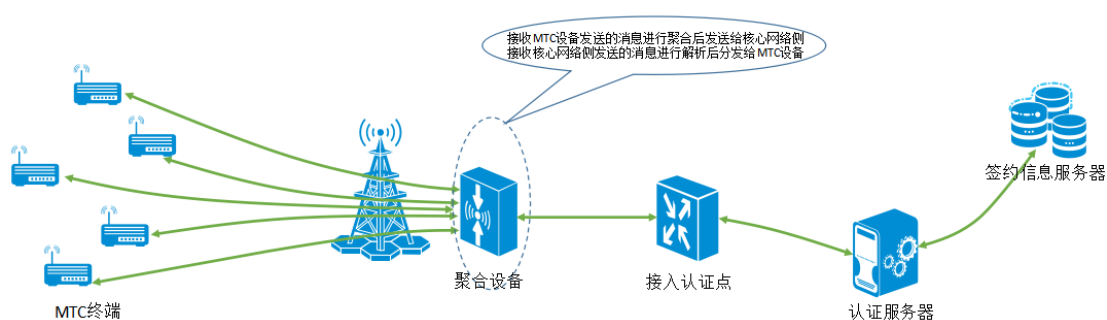 接收MTC设备发送的消息进行聚合后发送给核心网络侧
接收核心网络侧发送的消息进行解析后分发给MTC设备
签约信息服务器
聚合设备
接入认证点
认证服务器
MTC终端